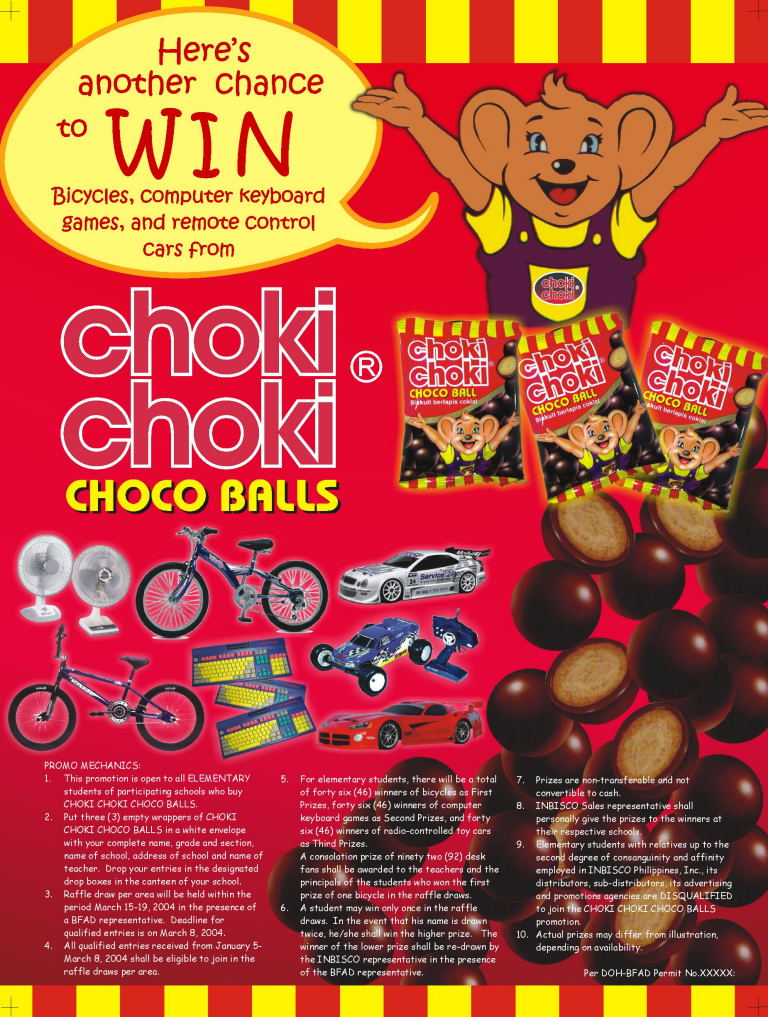 Here's
another chance
to WIN
Bicycles, computer keyboard
games, and remote control
cars from
choki
choki
choki ®
choki
CHOCO BALLS
choki
choki
CHOCO BALL
Biskuit berlapis coklat
choki
choki
CHOCO BALL
Biskuit berlapis coklat
choki
choki
CHOCO BALL
Biskuit berlapis coklat
Mobil
Service 24h
24
PROMO MECHANICS:
1. This promotion is open to all ELEMENTARY
students of participating schools who buy
CHOKI CHOKI CHOCO BALLS.
2. Put three (3) empty wrappers of CHOKI
CHOKI CHOCO BALLS in a white envelope
with your complete name, grade and section,
name of school, address of school and name of
teacher. Drop your entries in the designated
drop boxes in the canteen of your school.
3. Raffle draw per area will be held within the
period March 15-19, 2004 in the presence of
a BFAD representative. Deadline for
qualified entries is on March 8, 2004.
4. All qualified entries received from January 5-
March 8, 2004 shall be eligible to join in the
raffle draws per area.
5. For elementary students, there will be a total
of forty six (46) winners of bicycles as First
Prizes, forty six (46) winners of computer
keyboard games as Second Prizes, and forty
six (46) winners of radio-controlled toy cars
as Third Prizes.
A consolation prize of ninety two (92) desk
fans shall be awarded to the teachers and the
principals of the students who won the first
prize of one bicycle in the raffle draws.
6. A student may win only once in the raffle
draws. In the event that his name is drawn
twice, he/she shall win the higher prize. The
winner of the lower prize shall be re-drawn by
the INBISCO representative in the presence
of the BFAD representative.
7. Prizes are non-transferable and not
convertible to cash.
8. INBISCO Sales representative shall
personally give the prizes to the winners at
their respective schools.
9. Elementary students with relatives up to the
second degree of consanguinity and affinity
employed in INBISCO Philippines, Inc., its
distributors, sub-distributors, its advertising
and promotions agencies are DISQUALIFIED
to join the CHOKI CHOKI CHOCO BALLS
promotion.
10. Actual prizes may differ from illustration,
depending on availability.
Per DOH-BFAD Permit No.XXXXX: